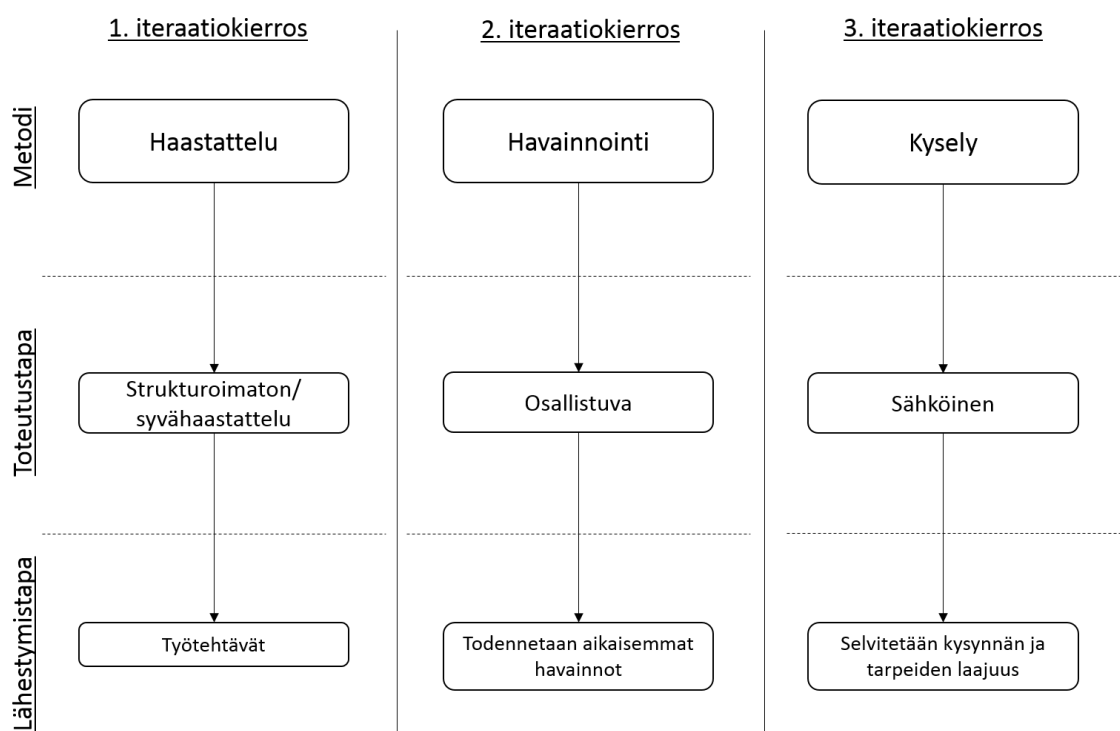 1. iteraatiokierros
2. iteraatiokierros
3. iteraatiokierros
Metodi
Haastattelu
Havainnointi
Kysely
Toteutustapa
Strukturoimaton/
syvähaastattelu
Osallistuva
Sähköinen
Lähestymistapa
Työtehtävät
Todennetaan aikaisemmat
havainnot
Selvitetään kysynnän ja
tarpeiden laajuus